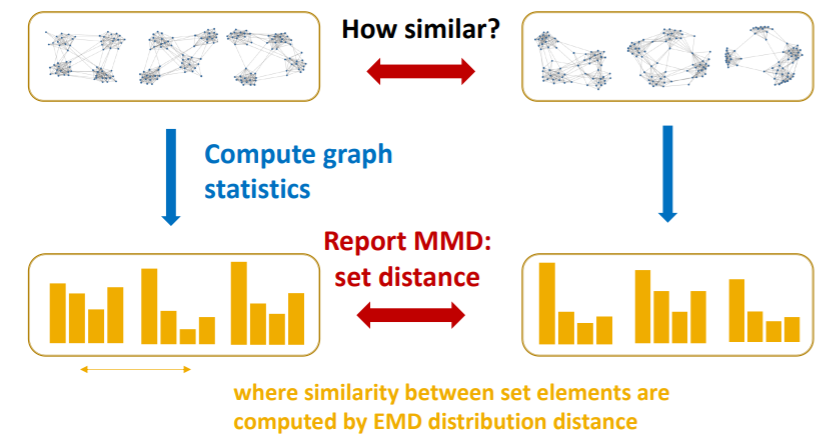 How similar?
Compute graph
statistics
Report MMD:
set distance
where similarity between set elements are
computed by EMD distribution distance